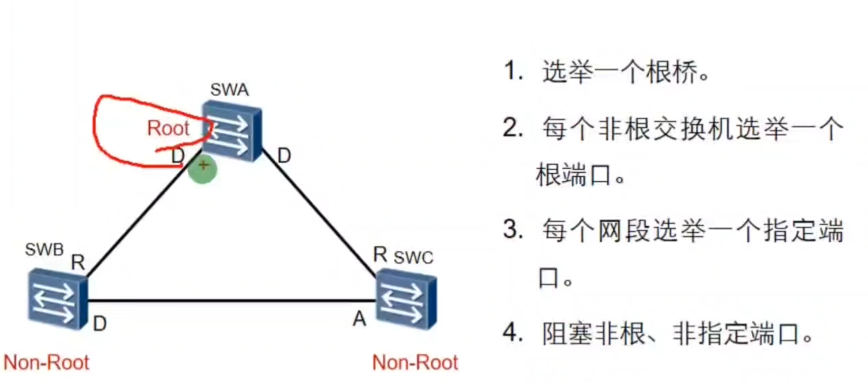 SWA
Root
D
D
SWB
R
R
SWC
D
A
Non-Root
Non-Root
1. 选举一个根桥。
2. 每个非根交换机选举一个
根端口。
3. 每个网段选举一个指定端
口。
4. 阻塞非根、非指定端口。